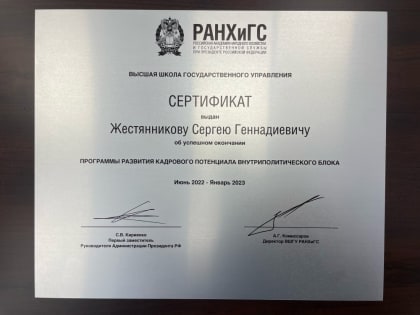 РАНХиГС
РОССИЙСКАЯ АКАДЕМИЯ НАРОДНОГО ХОЗЯЙСТВА
И ГОСУДАРСТВЕННОЙ СЛУЖБЫ
ПРИ ПРЕЗИДЕНТЕ РОССИЙСКОЙ ФЕДЕРАЦИИ
ВЫСШАЯ ШКОЛА ГОСУДАРСТВЕННОГО УПРАВЛЕНИЯ
СЕРТИФИКАТ
выдан
Жестянникову Сергею Геннадиевичу
об успешном окончании
ПРОГРАММЫ РАЗВИТИЯ КАДРОВОГО ПОТЕНЦИАЛА ВНУТРИПОЛИТИЧЕСКОГО БЛОКА
Июнь 2022 - Январь 2023
С.В. Кириенко
Первый заместитель
Руководителя Администрации Президента РФ
А.Г. Комиссаров
Директор ВШГУ РАНХиГС